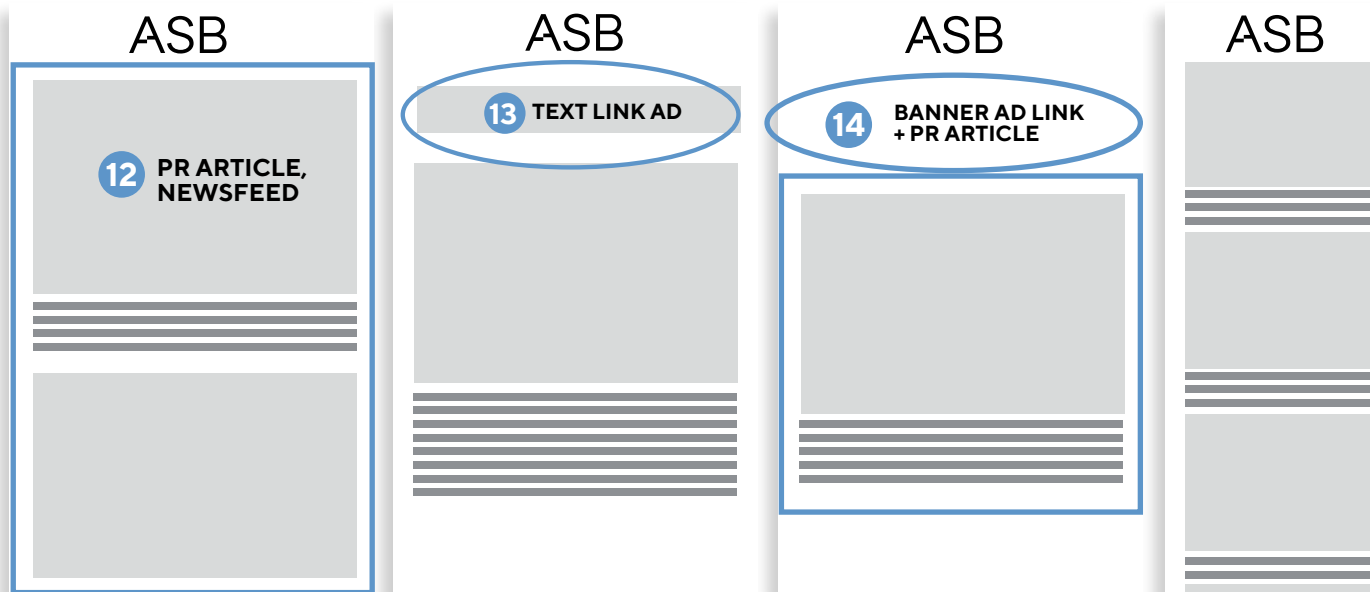 ASB
12 PR ARTICLE,
NEWSFEED
ASB
13 TEXT LINK AD
ASB
14 BANNER AD LINK
+ PR ARTICLE
ASB